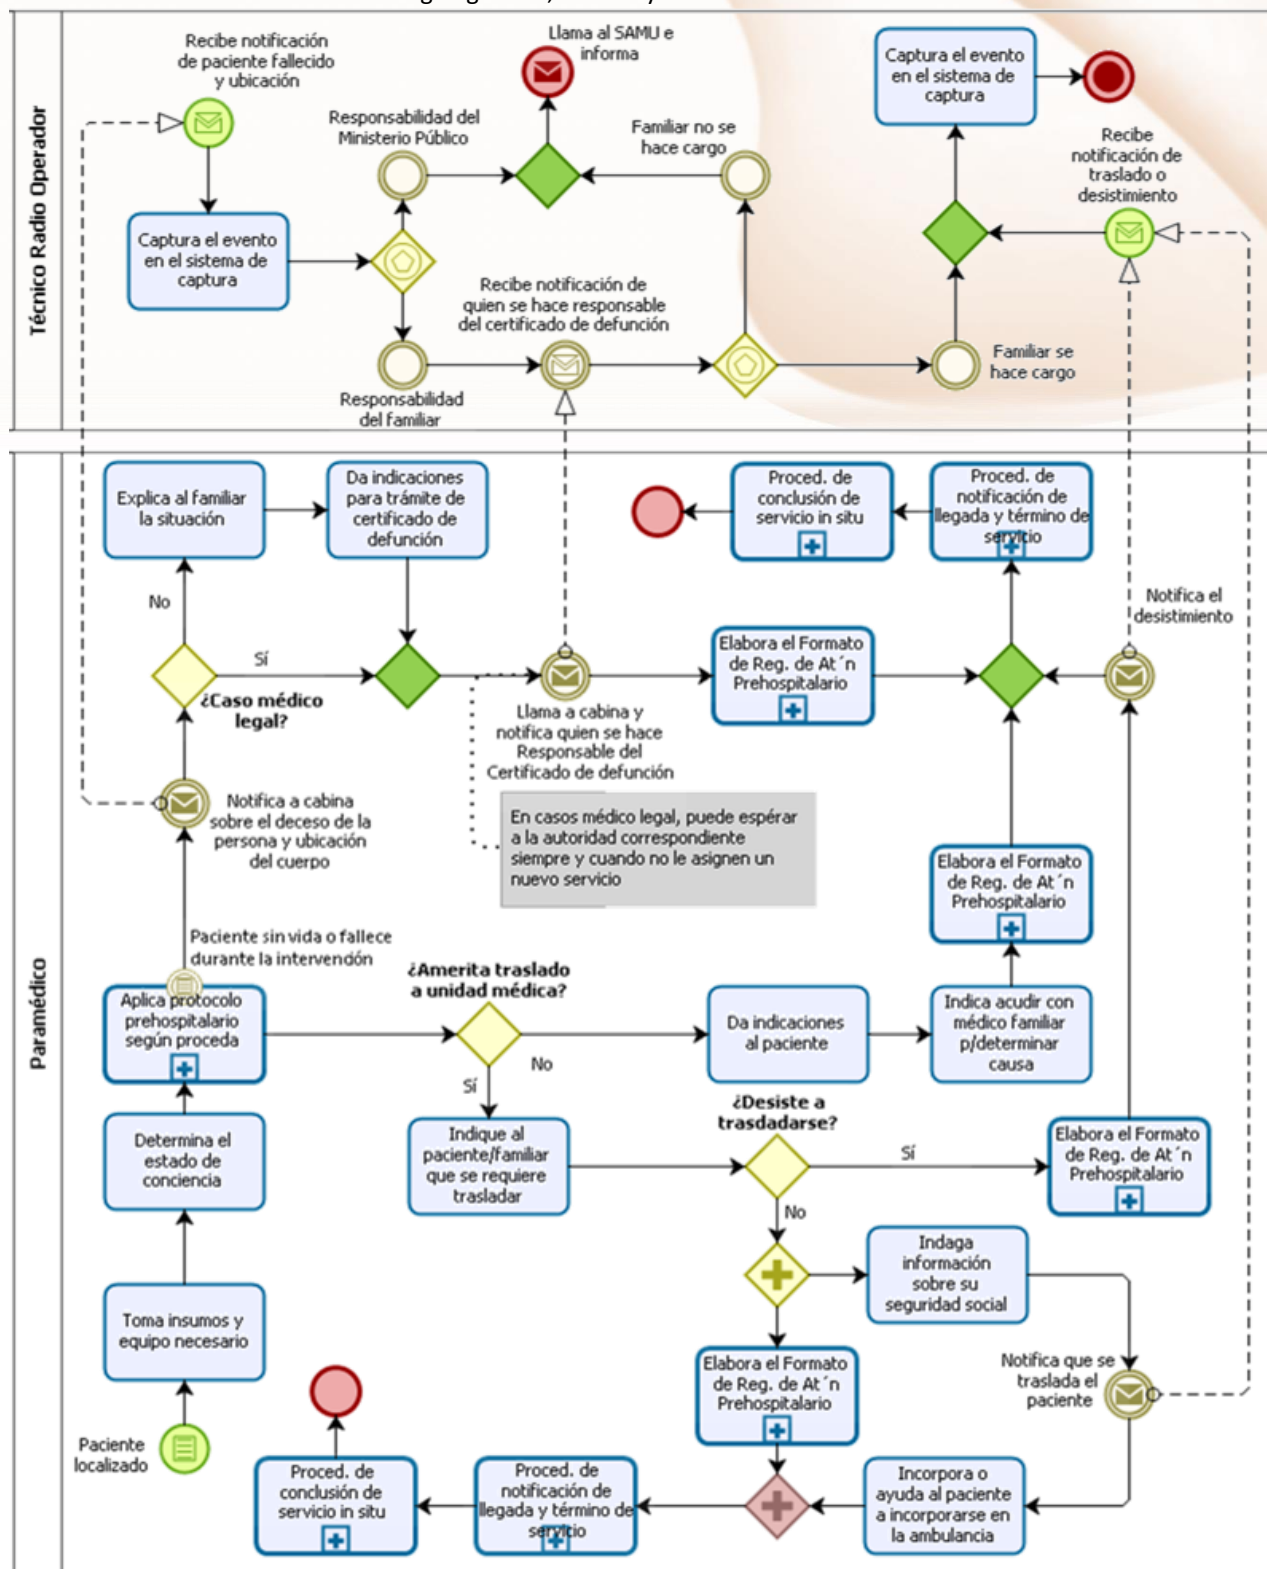 Técnico Radio Operador
Recibe notificación
de paciente fallecido
y ubicación
Llama al SAMU e
informa
Captura el evento
en el sistema de
captura
Responsabilidad del
Ministerio Público
Familiar no se
hace cargo
Recibe
notificación de
traslado o
desistimiento
Captura el evento
en el sistema de
captura
Recibe notificación de
quien se hace responsable
del certificado de defunción
Familiar se
hace cargo
Responsabilidad
del familiar
Paramédico
Explica al familiar
la situación
Da indicaciones
para trámite de
certificado de
defunción
Proced. de
conclusión de
servicio in situ
Proced. de
notificación de
llegada y término de
servicio
No
Notifica el
desistimiento
Sí
Elabora el Formato
de Reg. de At´n
Prehospitalario
¿Caso médico
legal?
Llama a cabina y
notifica quien se hace
Responsable del
Certificado de defunción
Notifica a cabina
sobre el deceso de la
persona y ubicación
del cuerpo
En casos médico legal, puede espérar
a la autoridad correspondiente
siempre y cuando no le asignen un
nuevo servicio
Elabora el Formato
de Reg. de At´n
Prehospitalario
Paciente sin vida o fallece
durante la intervención
¿Amerita traslado
a unidad médica?
Aplica protocolo
prehospitalario
según proceda
Da indicaciones
al paciente
Indica acudir con
médico familiar
p/determinar
causa
No
Sí
¿Desiste a
trasdadarse?
Determina el
estado de
conciencia
Indique al
paciente/familiar
que se requiere
trasladar
Sí
Elabora el Formato
de Reg. de At´n
Prehospitalario
No
Indaga
información
sobre su
seguridad social
Toma insumos y
equipo necesario
Elabora el Formato
de Reg. de At´n
Prehospitalario
Notifica que se
traslada el
paciente
Paciente
localizado
Proced. de
conclusión de
servicio in situ
Proced. de
notificación de
llegada y término de
servicio
Incorpora o
ayuda al paciente
a incorporarse en
la ambulancia